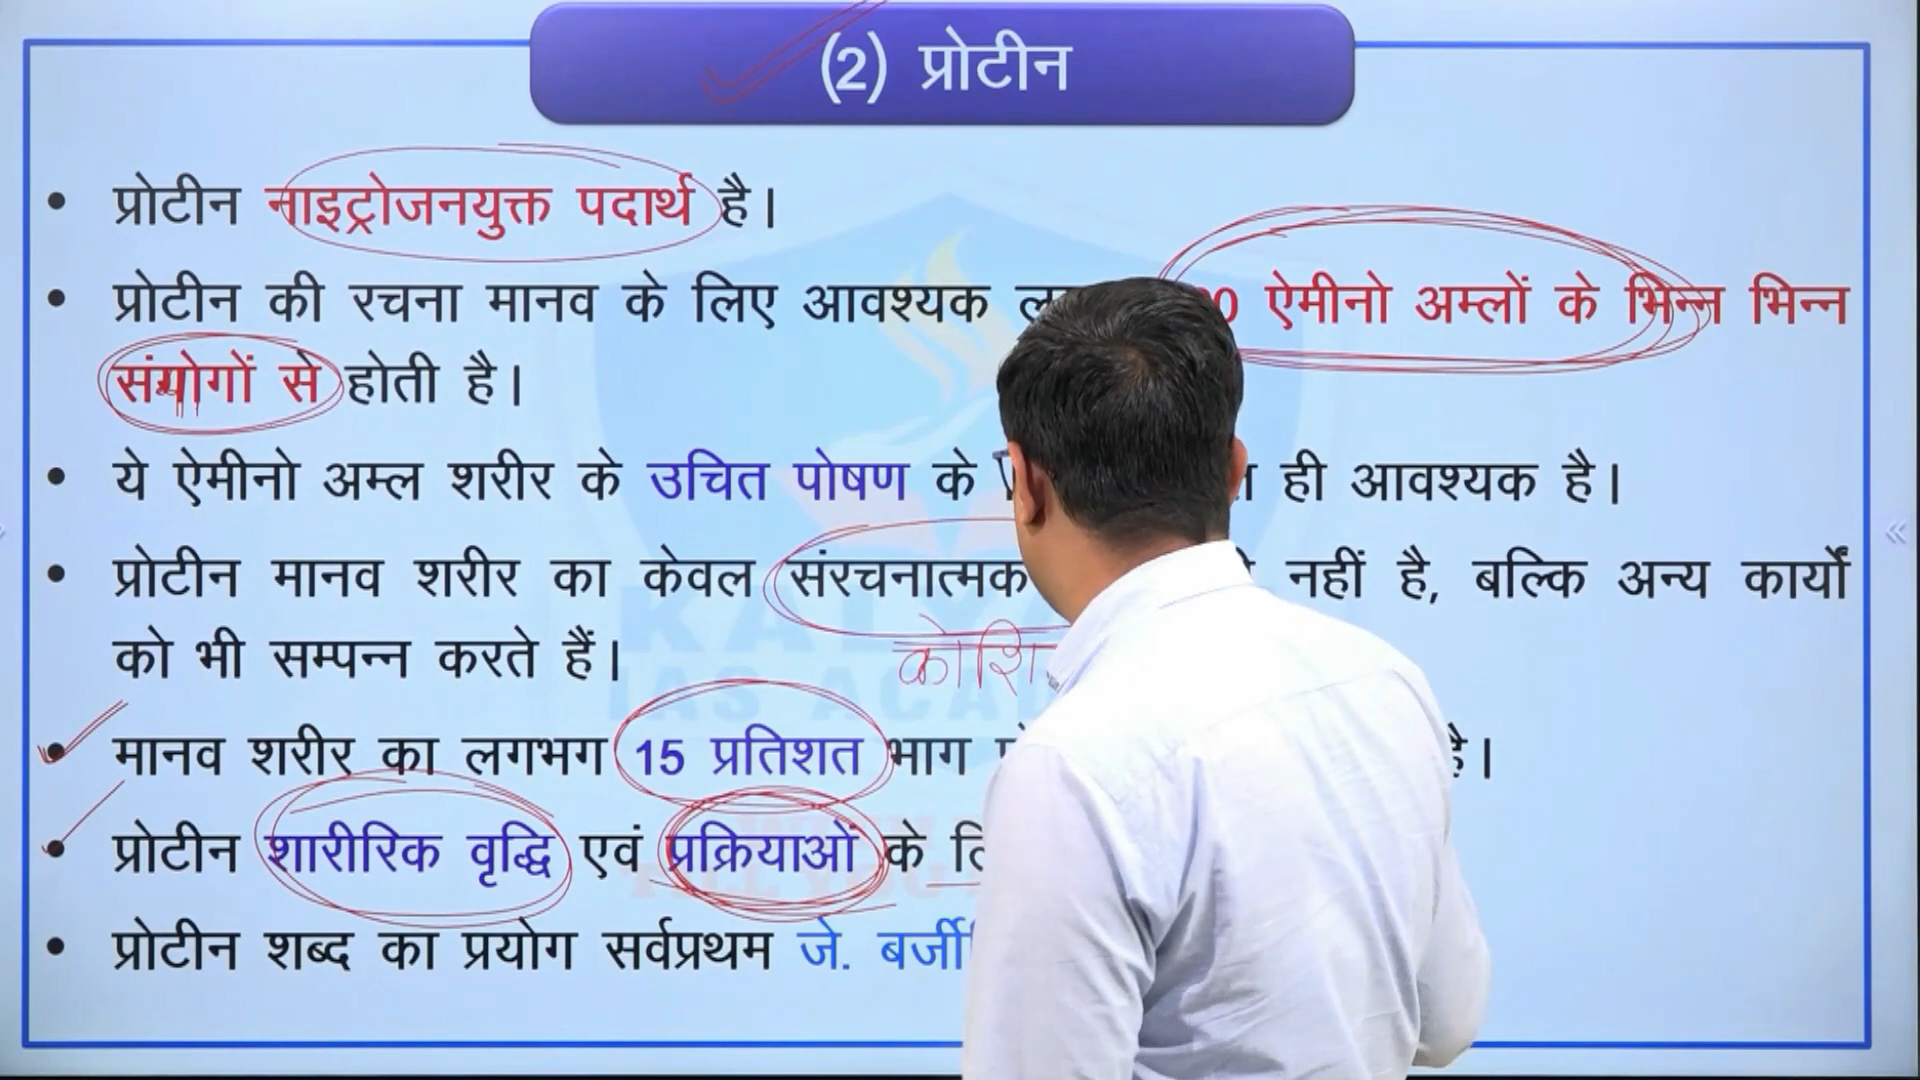 (2) प्रोटीन
• प्रोटीन नाइट्रोजनयुक्त पदार्थ है।
• प्रोटीन की रचना मानव के लिए आवश्यक ऐमीनो अम्लों के भिन्न भिन्न
संयोगों से होती है।
• ये ऐमीनो अम्ल शरीर के उचित पोषण के ही आवश्यक है।
• प्रोटीन मानव शरीर का केवल संरचनात्मक नहीं है, बल्कि अन्य कार्यों
को भी सम्पन्न करते हैं।
• मानव शरीर का लगभग 15 प्रतिशत भाग है।
• प्रोटीन शारीरिक वृद्धि एवं प्रक्रियाओं के
• प्रोटीन शब्द का प्रयोग सर्वप्रथम जे.